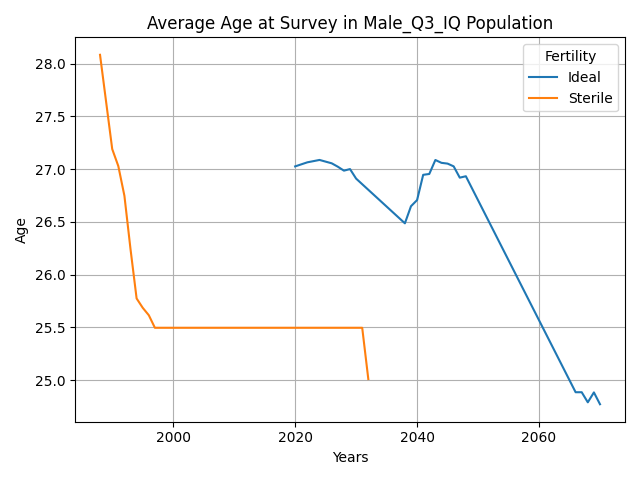 Average Age at Survey in Male_Q3_IQ Population
Fertility
Ideal
Sterile
28.0
27.5
27.0
26.5
26.0
25.5
25.0
Age
2000
2020
2040
2060
Years